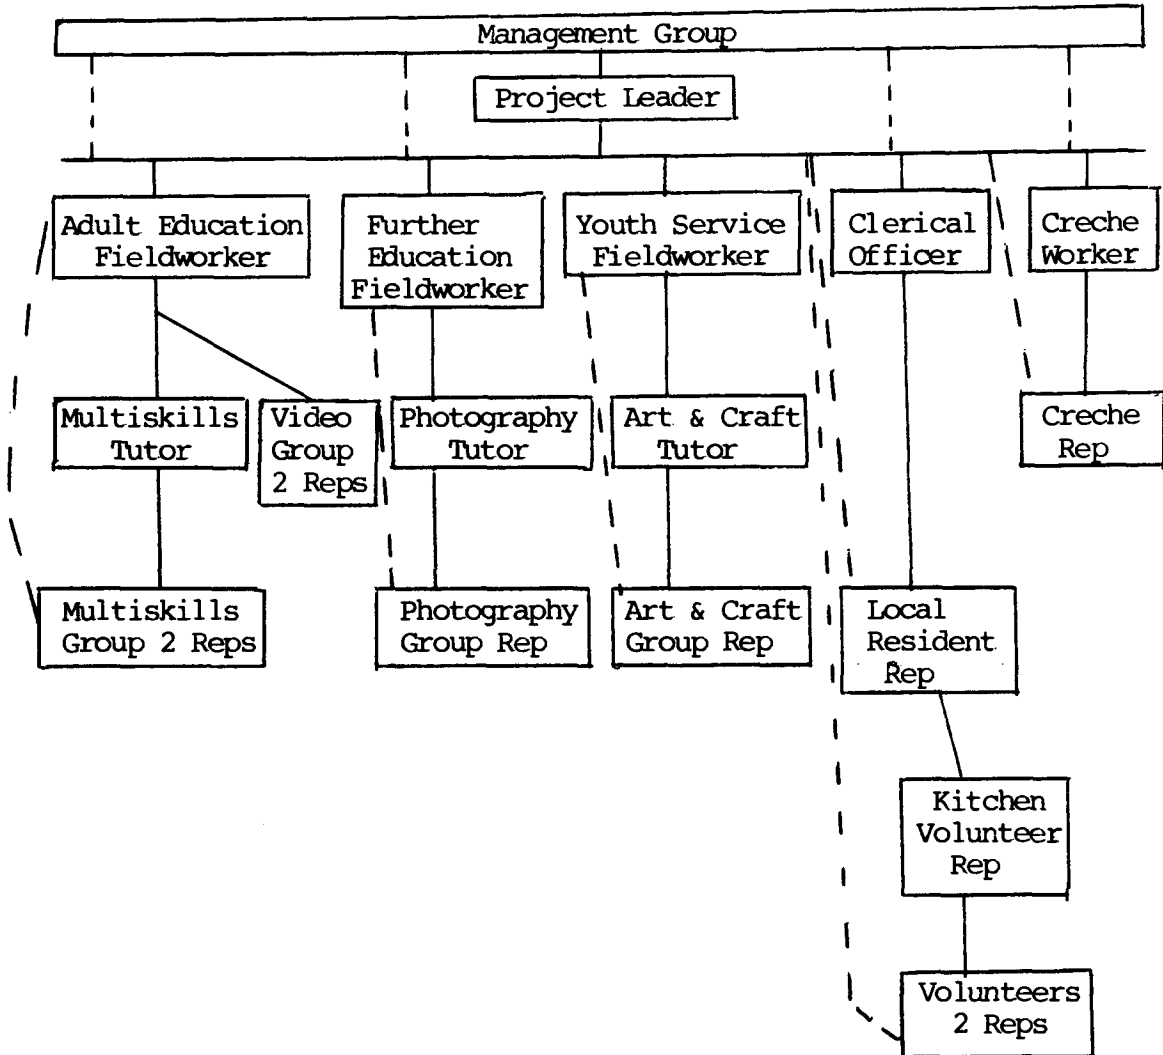 Management Group
Project Leader
Adult Education
Fieldworker
Further
Education
Fieldworker
Youth Service
Fieldworker
Clerical
Officer
Creche
Worker
Multiskills
Tutor
Video
Group
2 Reps
Photography
Tutor
Art & Craft
Tutor
Creche
Rep
Multiskills
Group 2 Reps
Photography
Group Rep
Art & Craft
Group Rep
Local
Resident
Rep
Kitchen
Volunteer
Rep
Volunteers
2 Reps